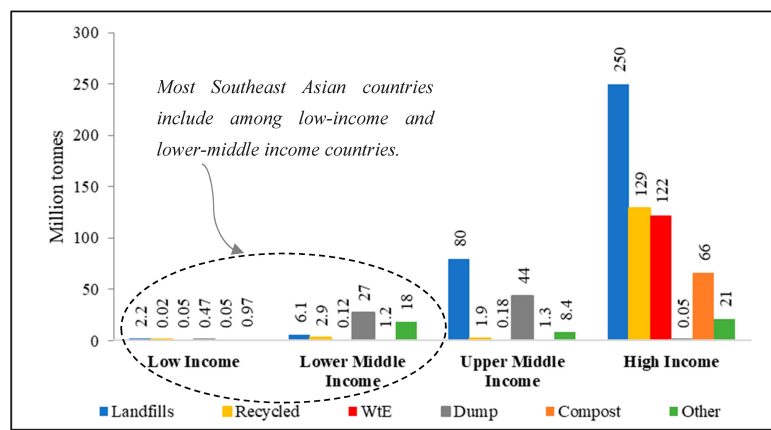 300
250
200
150
100
50
0
Million tonnes
Most Southeast Asian countries
include among low-income and
lower-middle income countries.
2.2 0.02 0.05 0.47 0.05 0.97
6.1 2.9 0.12 27 1.2 18
80 1.9 0.18 44 1.3 8.4
250 129 122 0.05 66 21
Low Income
Lower Middle
Income
Upper Middle
Income
High Income
Landfills Recycled WtE Dump Compost Other